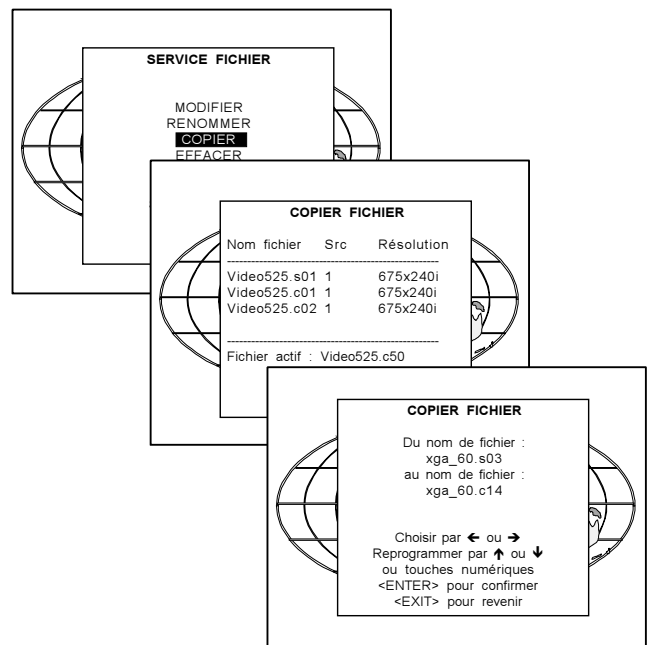 SERVICE FICHIER
MODIFIER
RENOMMER
COPIER
EFFACER
COPIER FICHIER
Nom fichier Src Résolution
Video525.s01 1 675x240i
Video525.c01 1 675x240i
Video525.c02 1 675x240i
Fichier actif : Video525.c50
COPIER FICHIER
Du nom de fichier :
xga_60.s03
au nom de fichier :
xga_60.c14
Choisir par ← ou →
Reprogrammer par ↑ ou ↓
ou touches numériques
<ENTER> pour confirmer
<EXIT> pour revenir